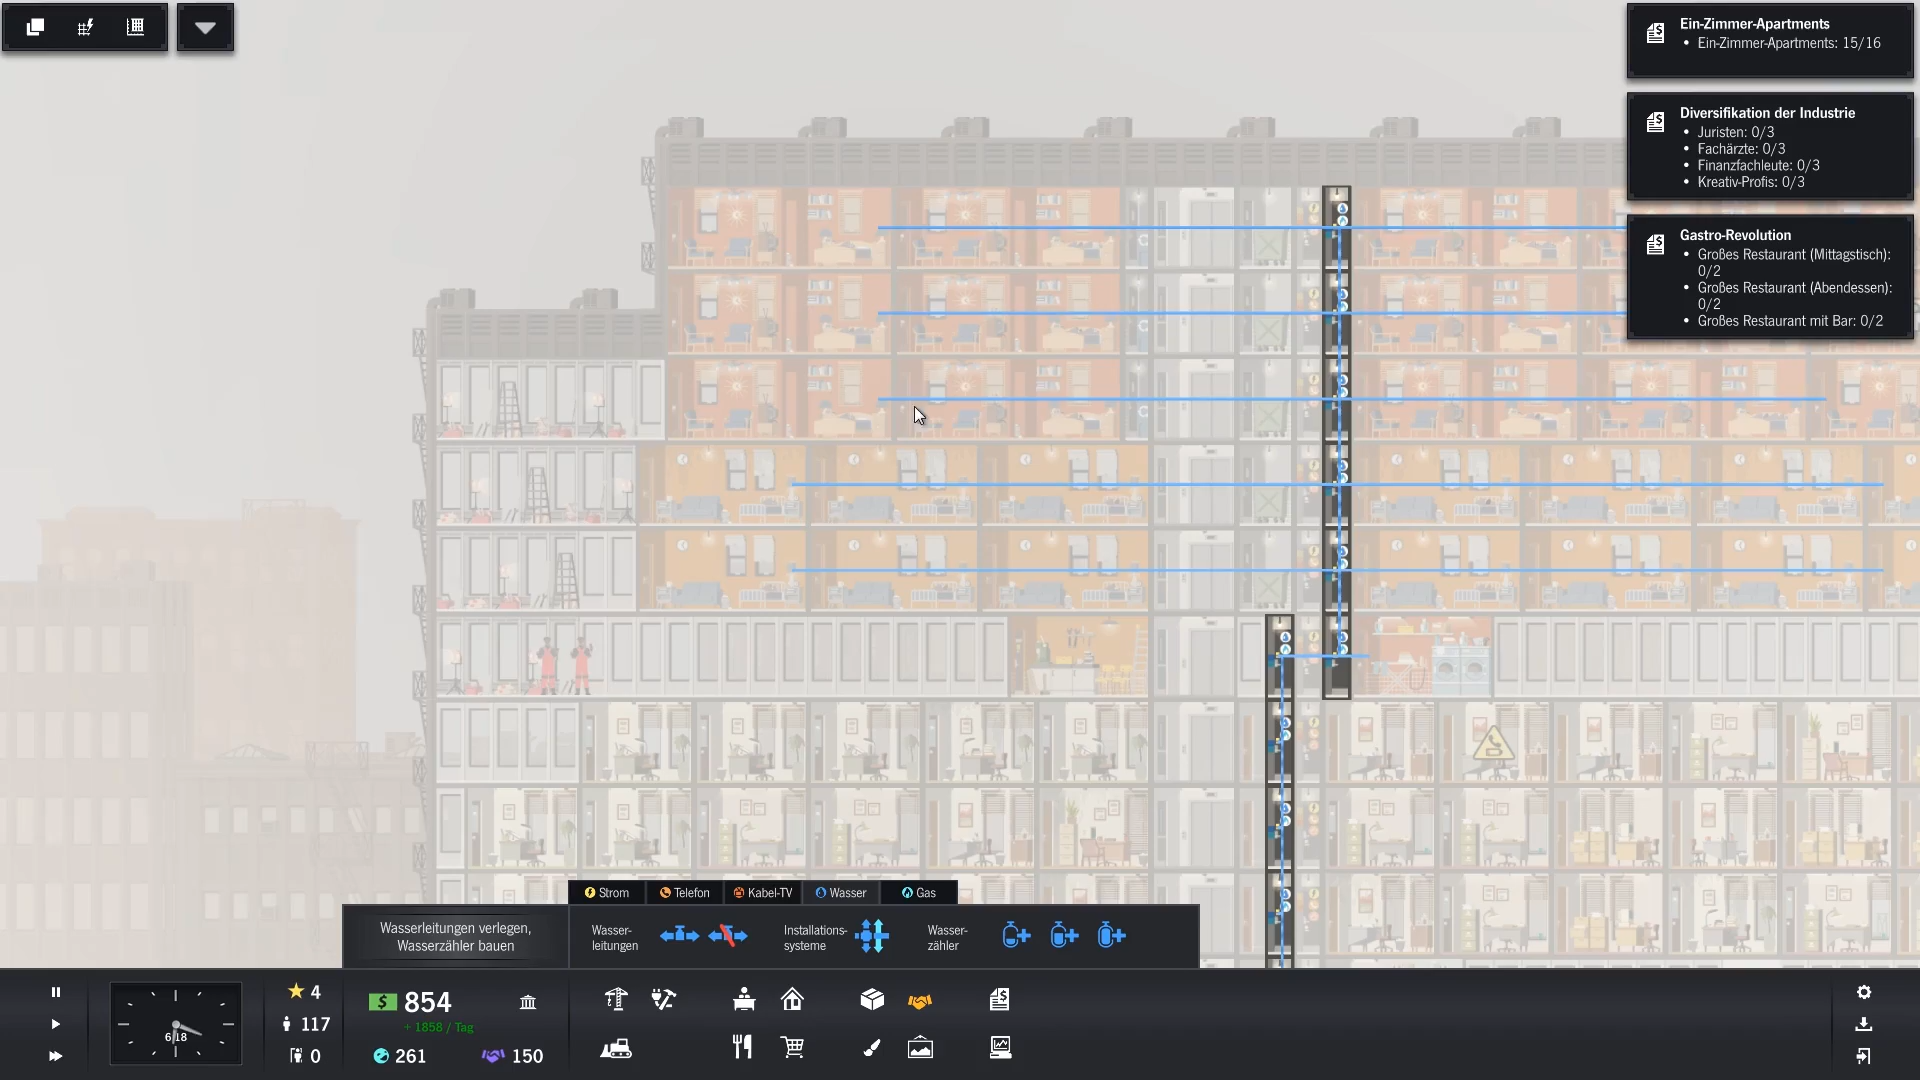 Ein-Zimmer-Apartments
• Ein-Zimmer-Apartments: 15/16
Diversifikation der Industrie
• Juristen: 0/3
• Fachärzte: 0/3
• Finanzfachleute: 0/3
• Kreativ-Profis: 0/3
Gastro-Revolution
• Großes Restaurant (Mittagstisch):
0/2
• Großes Restaurant (Abendessen):
0/2
• Großes Restaurant mit Bar: 0/2
Strom
Telefon
Kabel-TV
Wasser
Gas
Wasserleitungen verlegen,
Wasserzähler bauen
Wasser-
leitungen
Installations-
systeme
Wasser-
zähler
4
117
0
854
+ 1858 / Tag
261
150